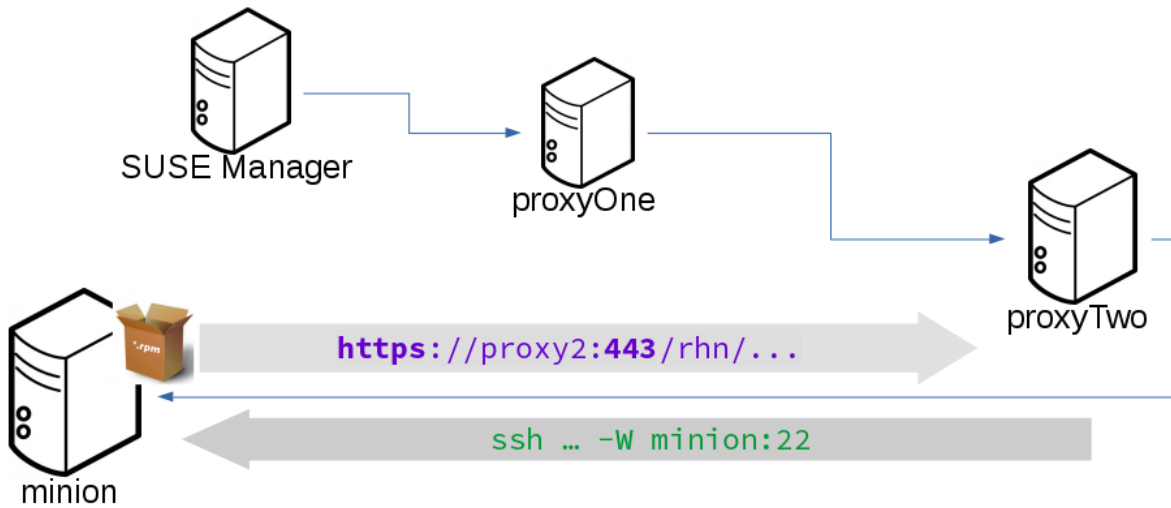 SUSE Manager
proxyOne
proxyTwo
*.rpm
https://proxy2:443/rhn/...
ssh … -W minion:22
minion